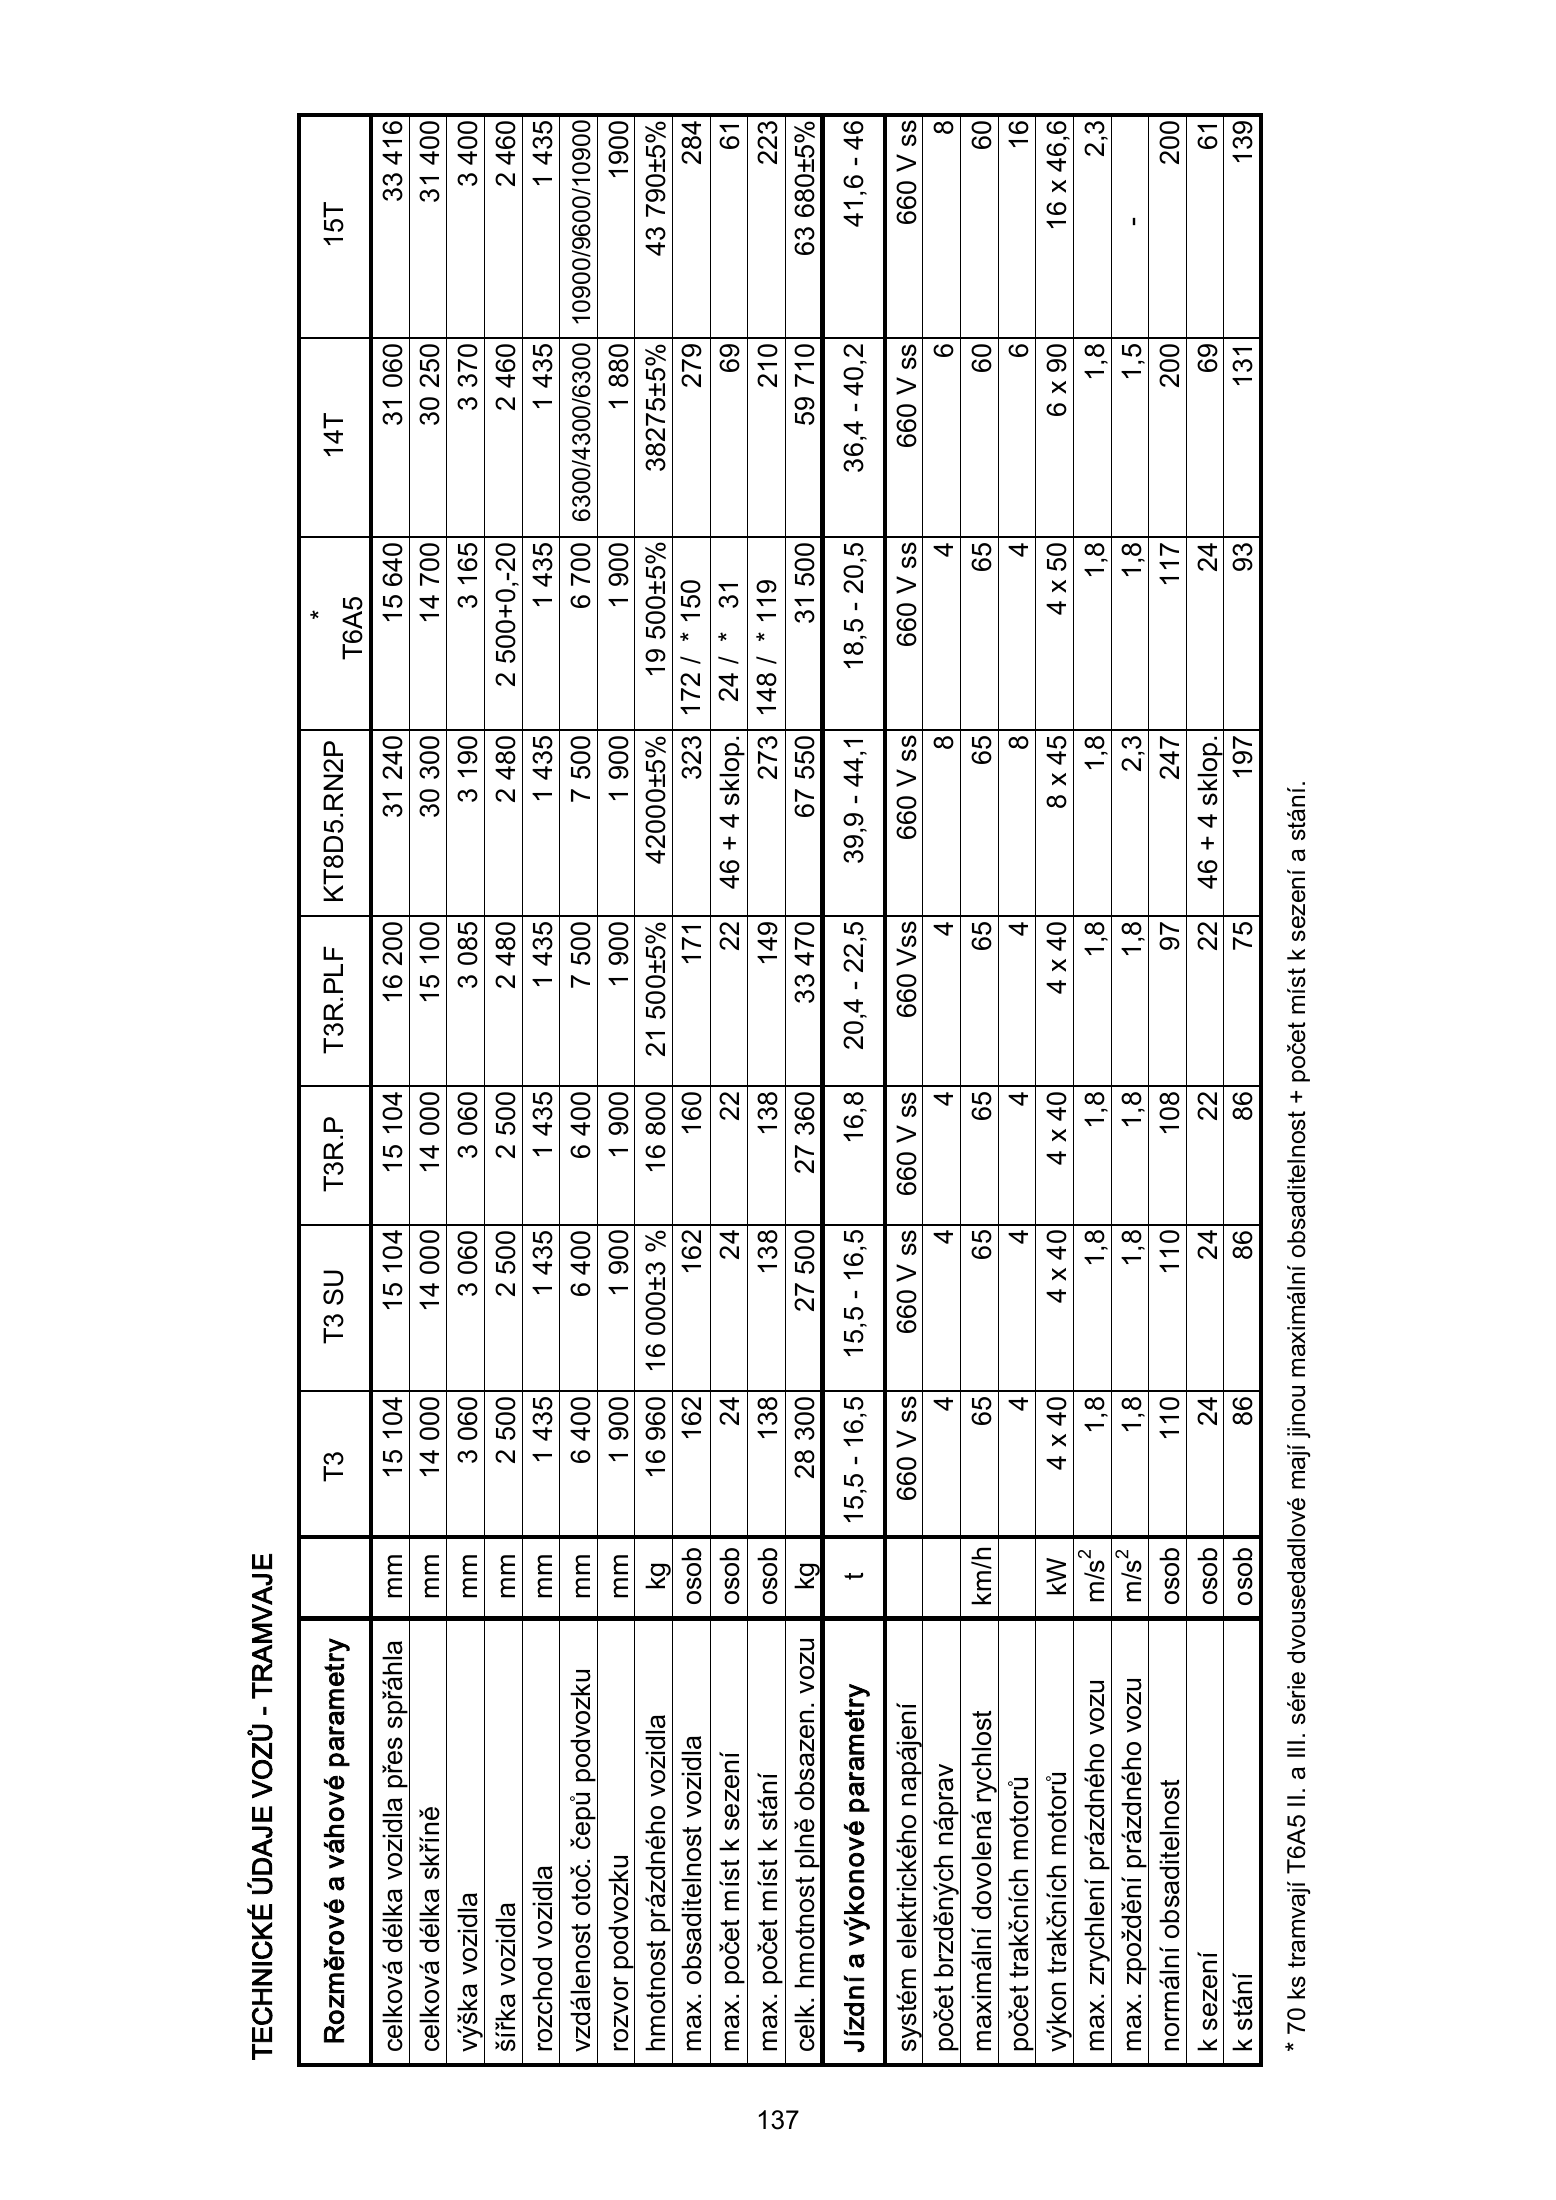 TECHNICKÉ ÚDAJE VOZŮ - TRAMVAJE
Rozměrové a váhové parametry T3 T3 SU T3R.P T3R.PLF KT8D5.RN2P * T6A5 14T 15T
celková délka vozidla přes spřáhla mm 15 104 15 104 15 104 16 200 31 240 15 640 31 060 33 416
celková délka skříně mm 14 000 14 000 14 000 15 100 30 300 14 700 30 250 31 400
výška vozidla mm 3 060 3 060 3 060 3 085 3 190 3 165 3 370 3 400
šířka vozidla mm 2 500 2 500 2 500 2 480 2 480 2 500+0,-20 2 460 2 460
rozchod vozidla mm 1 435 1 435 1 435 1 435 1 435 1 435 1 435 1 435
vzdálenost otoč. čepů podvozku mm 6 400 6 400 6 400 7 500 7 500 6 700 6300/4300/6300 10900/9600/10900
rozvor podvozku mm 1 900 1 900 1 900 1 900 1 900 1 900 1 880 1900
hmotnost prázdného vozidla kg 16 960 16 000±3 % 16 800 21 500±5% 42000±5% 19 500±5% 38275±5% 43 790±5%
max. obsaditelnost vozidla osob 162 162 160 171 323 172 / * 150 279 284
max. počet míst k sezení osob 24 24 22 22 46 + 4 sklop. 24 / * 31 69 61
max. počet míst k stání osob 138 138 138 149 273 148 / * 119 210 223
celk. hmotnost plně obsazen. vozu kg 28 300 27 500 27 360 33 470 67 550 31 500 59 710 63 680±5%
Jízdní a výkonové parametry t 15,5 - 16,5 15,5 - 16,5 16,8 20,4 - 22,5 39,9 - 44,1 18,5 - 20,5 36,4 - 40,2 41,6 - 46
systém elektrického napájení 660 V ss 660 V ss 660 V ss 660 Vss 660 V ss 660 V ss 660 V ss 660 V ss
počet brzděných náprav 4 4 4 4 8 4 6 8
maximální dovolená rychlost km/h 65 65 65 65 65 65 60 60
počet trakčních motorů 4 4 4 4 8 4 6 16
výkon trakčních motorů kW 4 x 40 4 x 40 4 x 40 4 x 40 8 x 45 4 x 50 6 x 90 16 x 46,6
max. zrychlení prázdného vozu m/s² 1,8 1,8 1,8 1,8 1,8 1,8 1,8 2,3
max. zpoždění prázdného vozu m/s² 1,8 1,8 1,8 1,8 2,3 1,8 1,5 -
normální obsaditelnost osob 110 110 108 97 247 117 200 200
k sezení osob 24 24 22 22 46 + 4 sklop. 24 69 61
k stání osob 86 86 86 75 197 93 131 139
* 70 ks tramvají T6A5 II. a III. série dvousedadlové mají jinou maximální obsaditelnost + počet míst k sezení a stání.
137